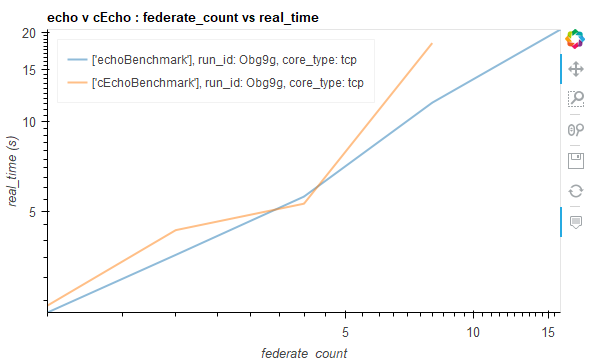 echo v cEcho : federate_count vs real_time
['echoBenchmark'], run_id: Obg9g, core_type: tcp
['cEchoBenchmark'], run_id: Obg9g, core_type: tcp
20
15
10
5
real_time (s)
5
10
15
federate_count